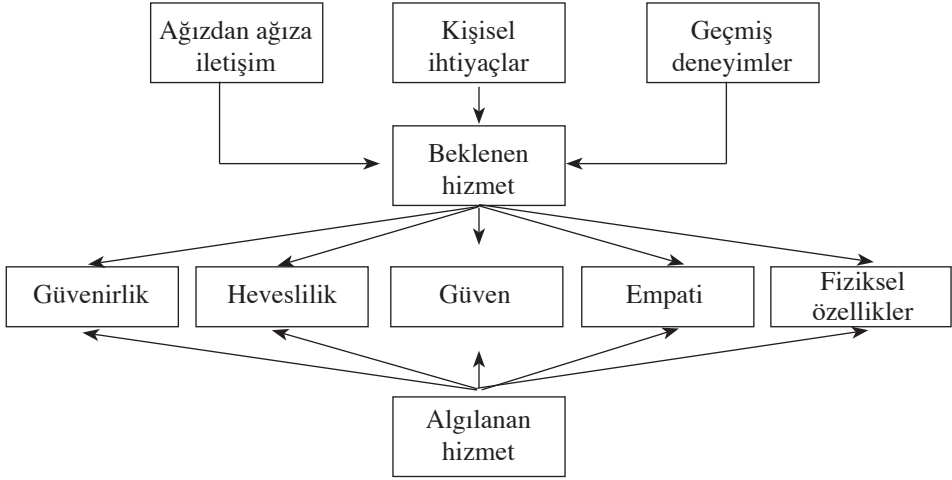 Ağızdan ağıza
iletişim
Kişisel
ihtiyaçlar
Geçmiş
deneyimler
Beklenen
hizmet
Güvenirlik
Heveslilik
Güven
Empati
Fiziksel
özellikler
Algılanan
hizmet